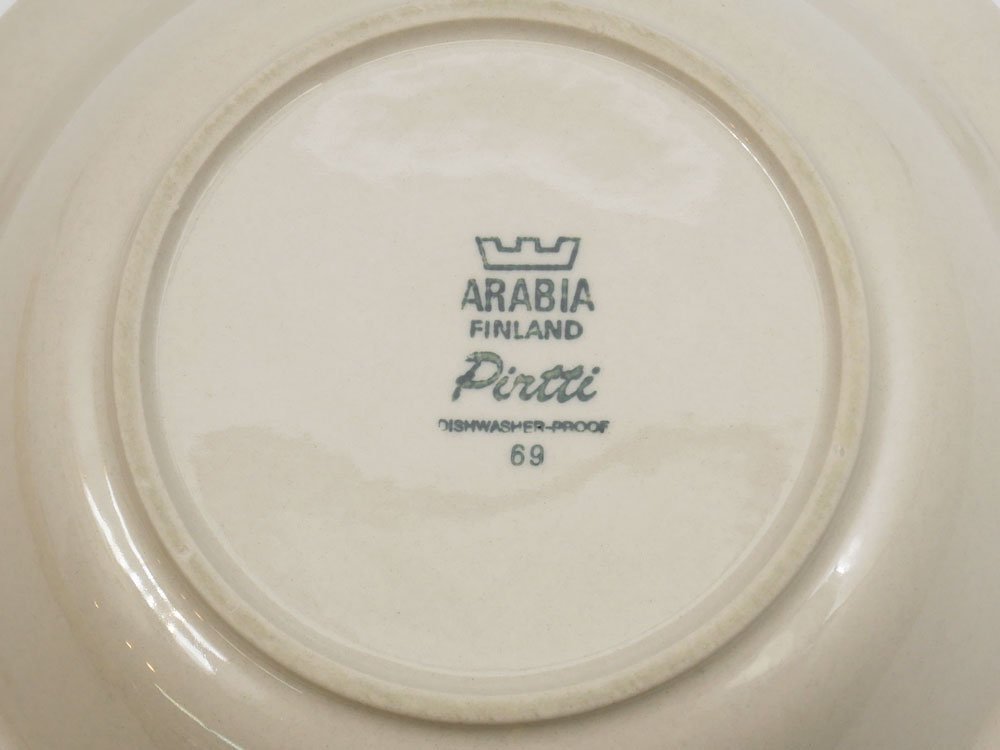 ARABIA
FINLAND
Pirtti
DISHWASHER-PROOF
69